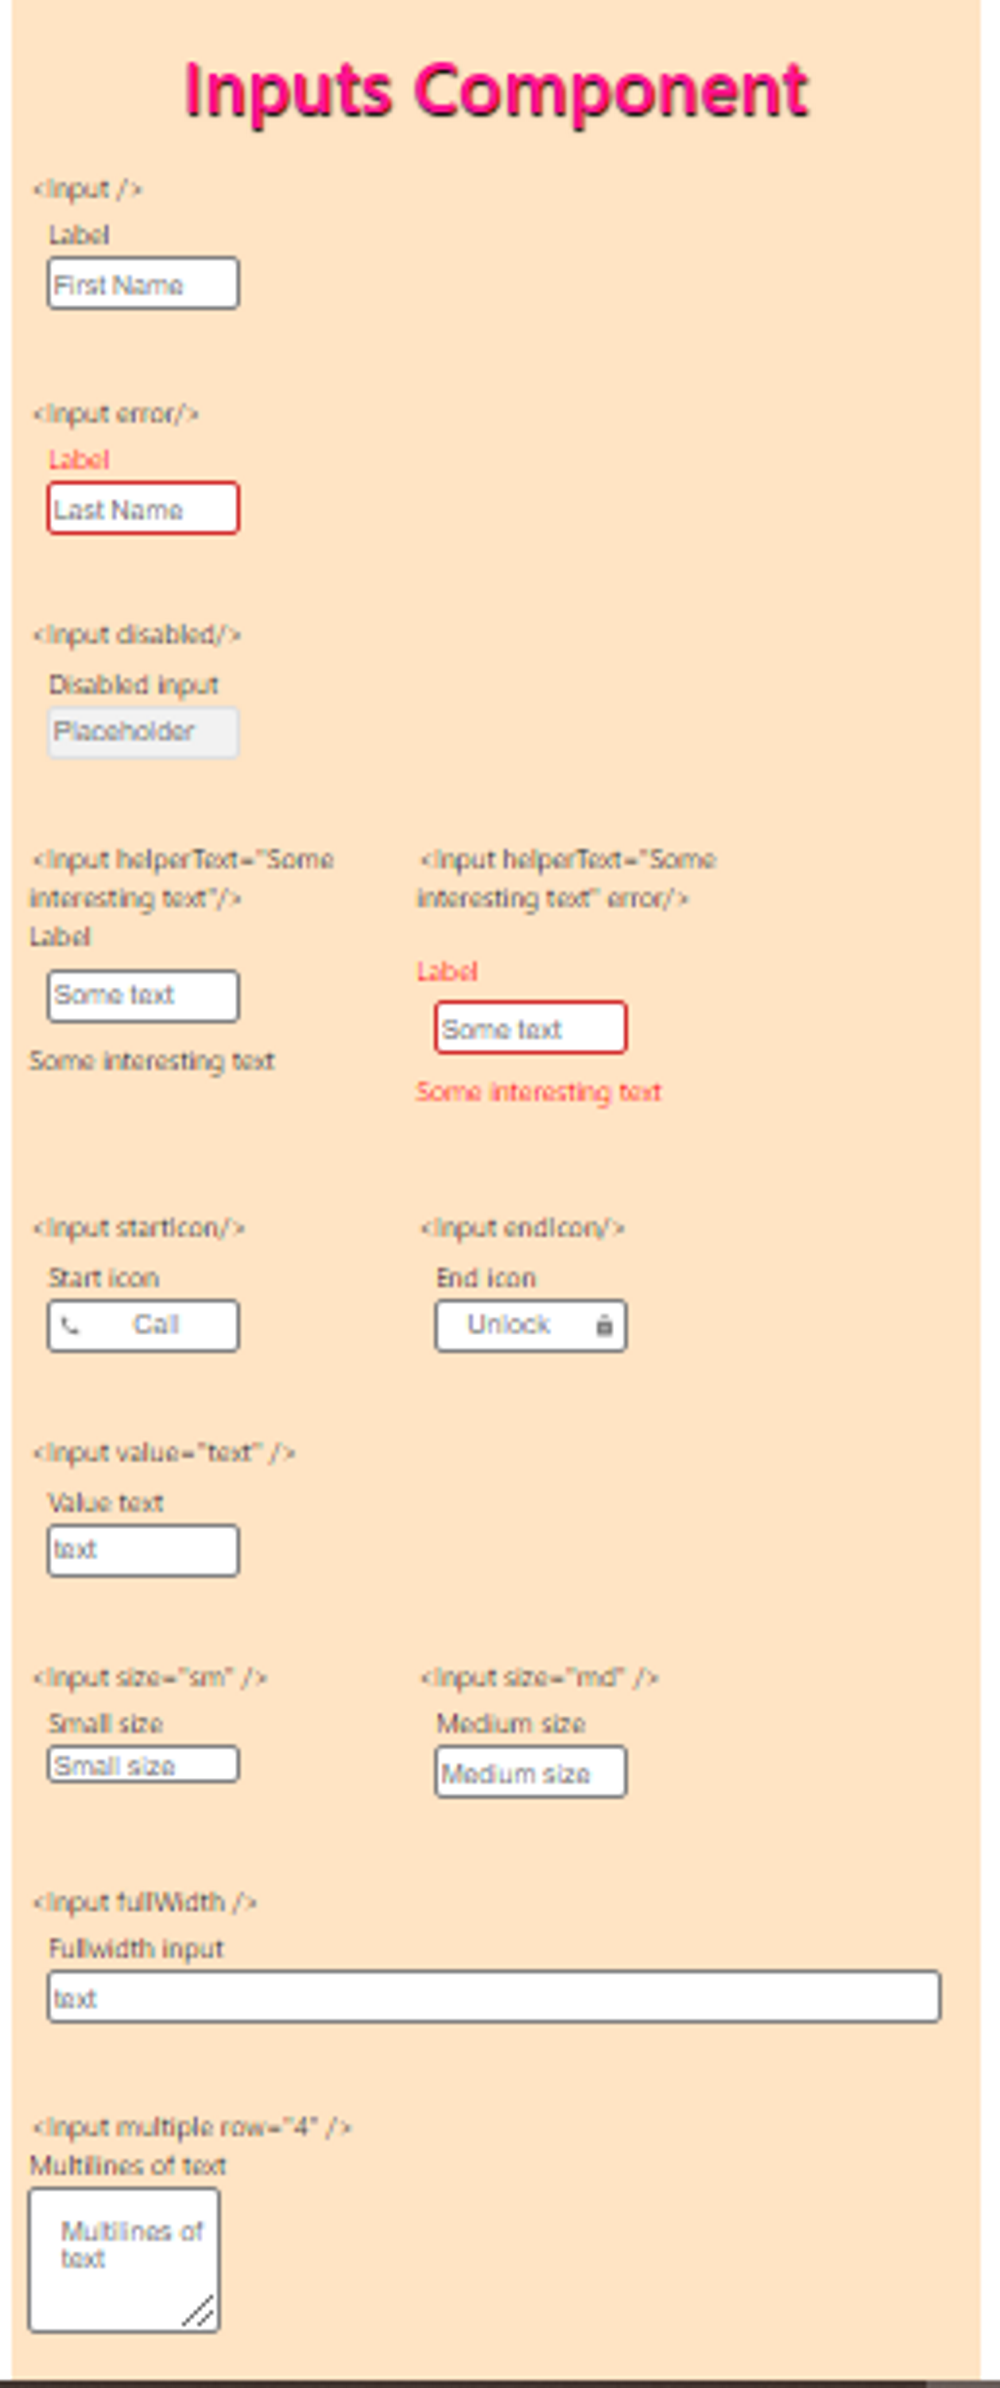 Inputs Component
<Input />
Label
First Name
<Input error/>
Label
Last Name
<Input disabled/>
Disabled input
Placeholder
<Input helperText="Some
interesting text"/>
Label
Some text
Some interesting text
<Input helperText="Some
interesting text" error/>
Label
Some text
Some interesting text
<Input startIcon/>
Start icon
Call
<Input endIcon/>
End icon
Unlock
<Input value="text" />
Value text
text
<Input size="sm" />
Small size
Small size
<Input size="md" />
Medium size
Medium size
<Input fullWidth />
Fullwidth input
text
<Input multiple row="4" />
Multilines of text
Multilines of
text